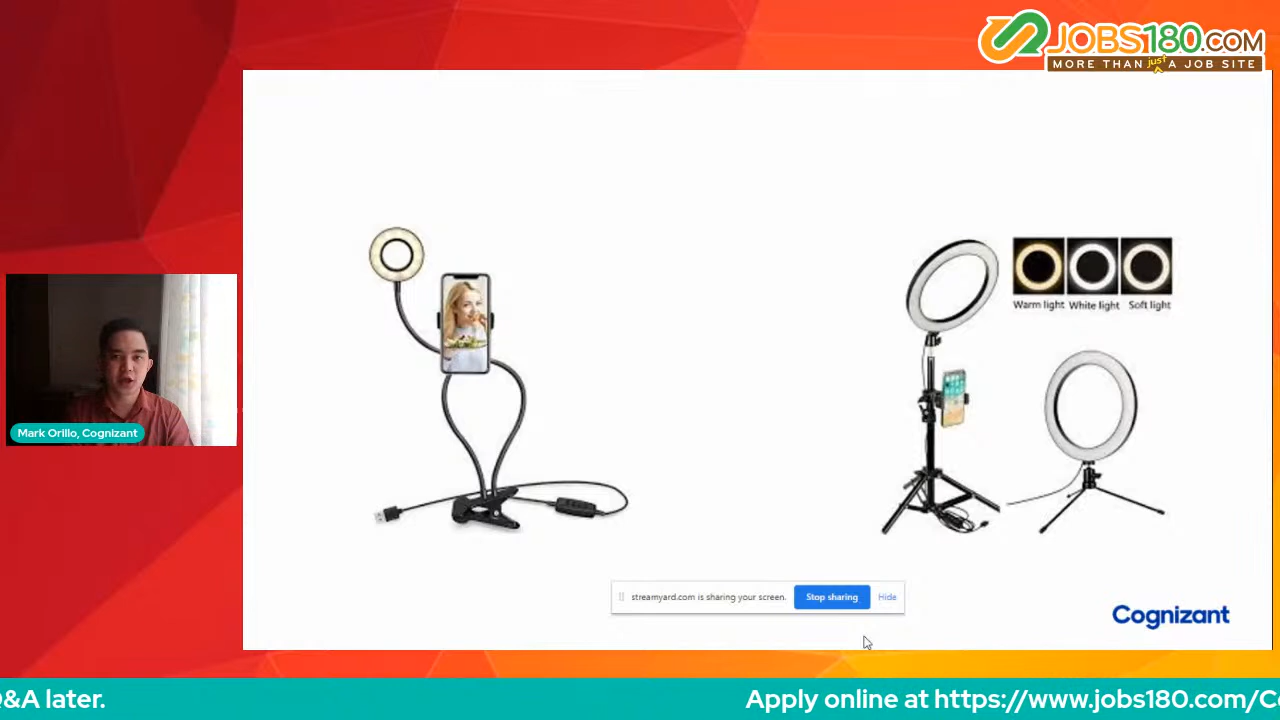 JOBS180.COM
MORE THAN just A JOB SITE
Warm light White light Soft light
Mark Orillo, Cognizant
streamyard.com is sharing your screen. Stop sharing Hide
Cognizant
Q&A later. Apply online at https://www.jobs180.com/Co